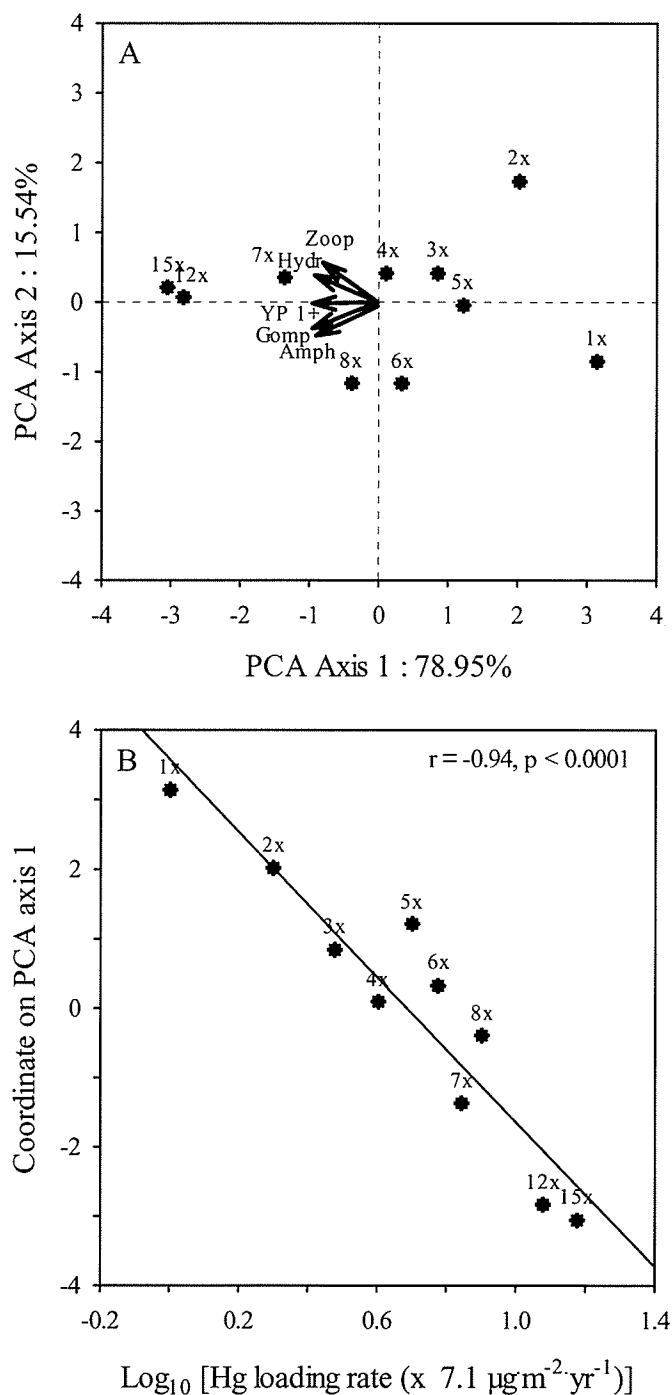 A
4
3
2
1
0
-1
-2
-3
-4
PCA Axis 2 : 15.54%
2x
Zoop
4x
3x
7x
Hydr
15x
12x
5x
YP 1+
Gomp
Amph
8x
6x
1x
-4 -3 -2 -1 0 1 2 3 4
PCA Axis 1 : 78.95%
B
r = -0.94, p < 0.0001
4
2
0
-2
-4
Coordinate on PCA axis 1
1x
2x
3x
4x
5x
6x
8x
7x
12x
15x
-0.2 0.2 0.6 1.0 1.4
Log10 [Hg loading rate (x 7.1 µg·m-2·yr-1)]